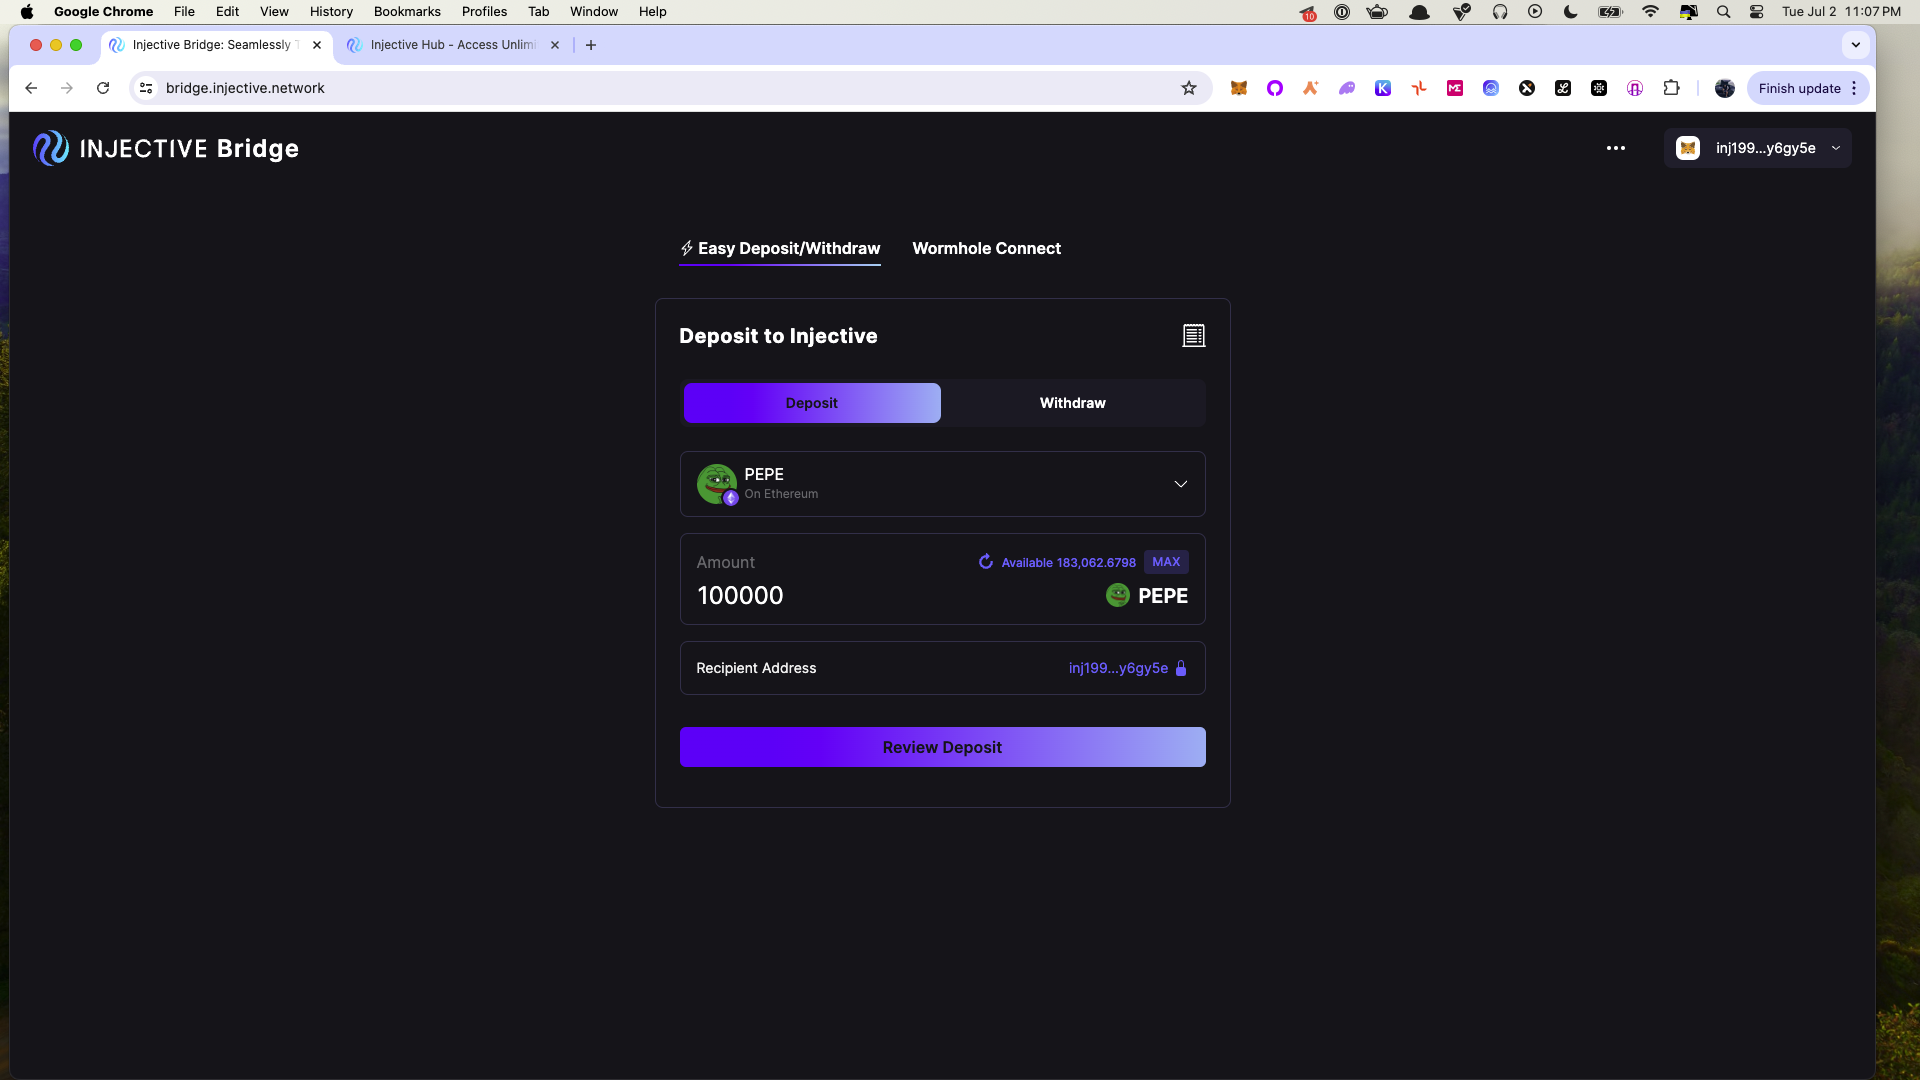 Google Chrome File Edit View History Bookmarks Profiles Tab Window Help
10
Tue Jul 2 11:07 PM
Injective Bridge: Seamlessly
Injective Hub - Access Unlim
bridge.injective.network
Finish update
INJECTIVE Bridge
inj199...y6gy5e
Easy Deposit/Withdraw
Wormhole Connect
Deposit to Injective
Deposit
Withdraw
PEPE
On Ethereum
Amount
Available 183,062.6798
MAX
100000
PEPE
Recipient Address
inj199...y6gy5e
Review Deposit